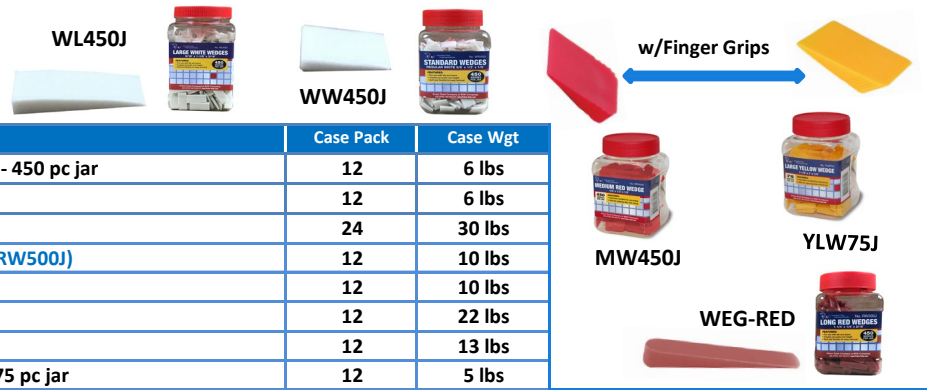 WL450J
LARGE WHITE WEDGES
450
WW450J
STANDARD WEDGES
450
w/Finger Grips
Case Pack Case Wgt
- 450 pc jar 12 6 lbs
12 6 lbs
24 30 lbs
RW500J) 12 10 lbs
12 10 lbs
12 22 lbs
12 13 lbs
75 pc jar 12 5 lbs
MEDIUM RED WEDGE
MW450J
LARGE YELLOW WEDGE
YLW75J
WEG-RED
LONG RED WEDGES